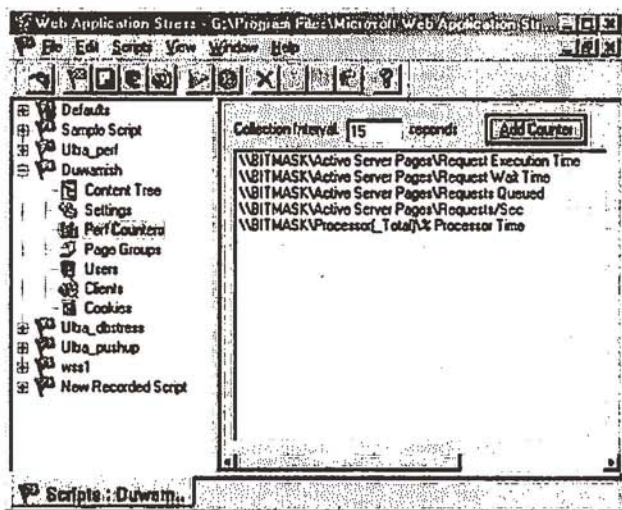 Web Application Stress - G:\Program Files\Microsoft Web Application Str...
File Edit Scripts View Window Help
Defaults
Sample Script
Ulba_perf
Duwamish
Content Tree
Settings
Perf Counters
Page Groups
Users
Clients
Cookies
Ulba_dbstress
Ulba_pushup
wss1
New Recorded Script
Collection Interval 15 seconds Add Counter
\\BITMASK\Active Server Pages\Request Execution Time
\\BITMASK\Active Server Pages\Request Wait Time
\\BITMASK\Active Server Pages\Requests Queued
\\BITMASK\Active Server Pages\Requests/Sec
\\BITMASK\Processor(_Total)\% Processor Time
Scripts : Duwam..